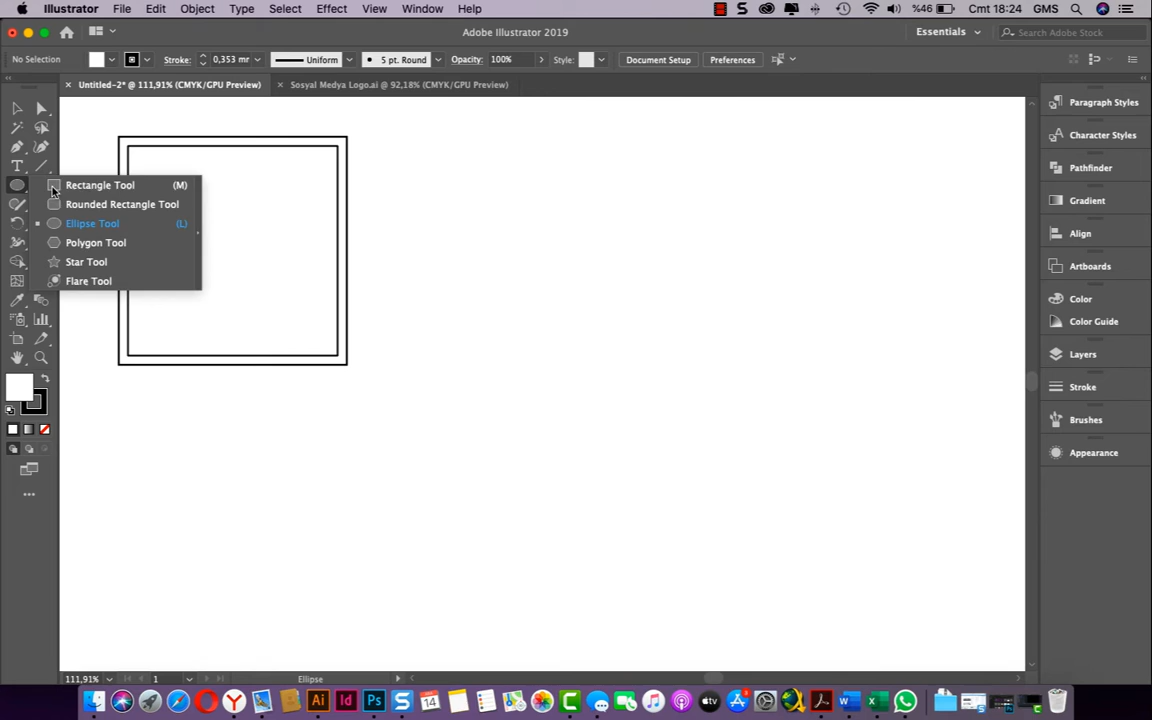 Illustrator File Edit Object Type Select Effect View Window Help %46 Cmt 18:24 GMS
Adobe Illustrator 2019 Essentials Search Adobe Stock
No Selection Stroke: 0,353 mr Uniform 5 pt. Round Opacity: 100% Style: Document Setup Preferences
Untitled-2* @ 111,91% (CMYK/GPU Preview) Sosyal Medya Logo.ai @ 92,18% (CMYK/GPU Preview)
Paragraph Styles
Character Styles
Pathfinder
Gradient
Align
Artboards
Color
Color Guide
Layers
Stroke
Brushes
Appearance
Rectangle Tool (M)
Rounded Rectangle Tool
Ellipse Tool (L)
Polygon Tool
Star Tool
Flare Tool
111,91% 1 Ellipse